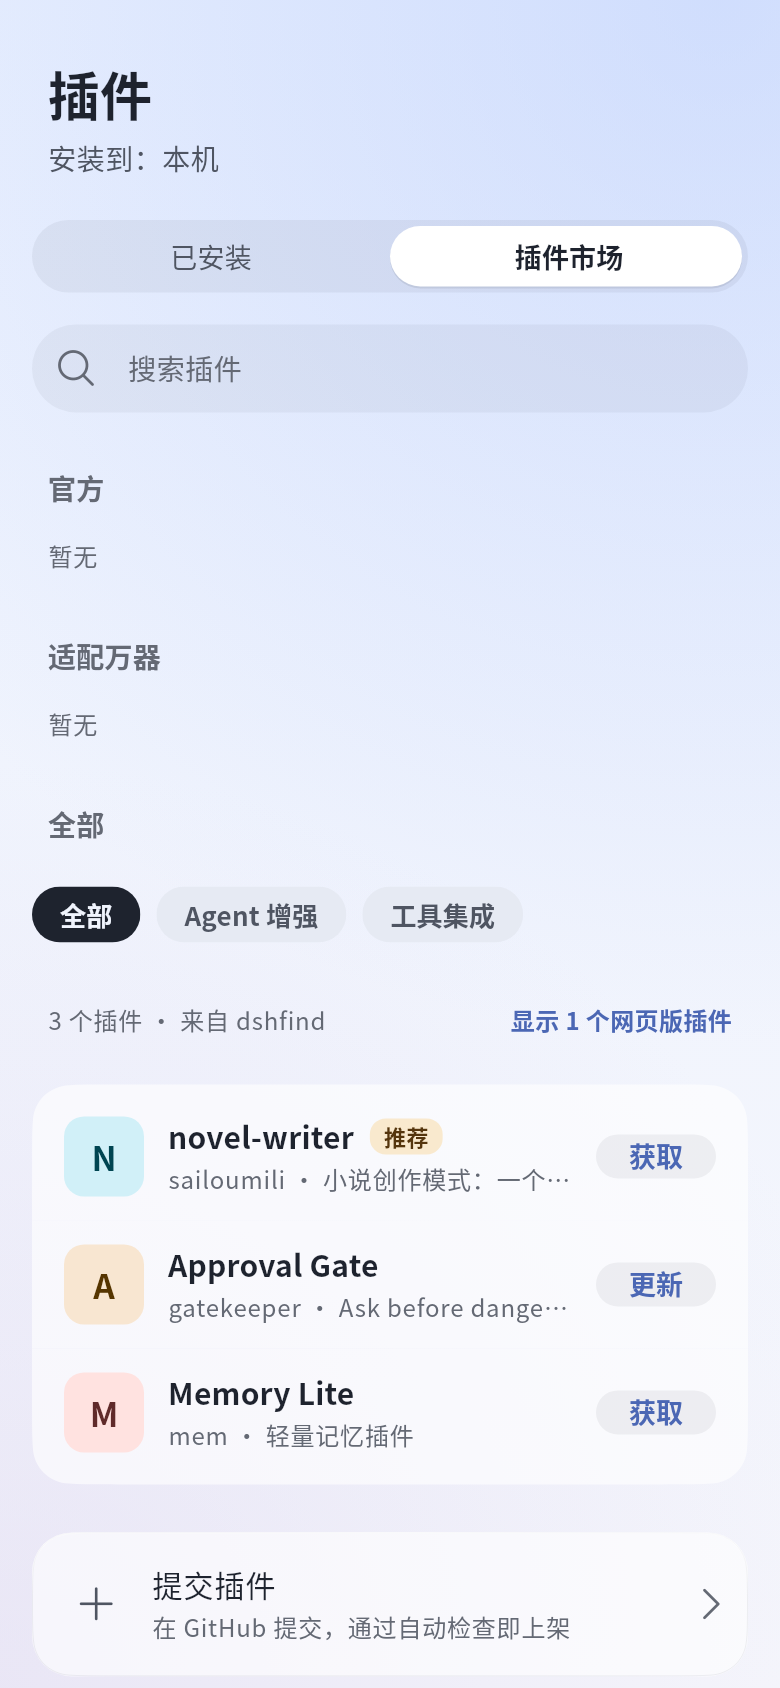 插件
安装到：本机
已安装
插件市场
搜索插件
官方
暂无
适配万器
暂无
全部
全部
Agent 增强
工具集成
3 个插件 · 来自 dshfind
显示 1 个网页版插件
N
novel-writer
推荐
sailoumili · 小说创作模式：一个…
获取
A
Approval Gate
gatekeeper · Ask before dange…
更新
M
Memory Lite
mem · 轻量记忆插件
获取
提交插件
在 GitHub 提交，通过自动检查即上架